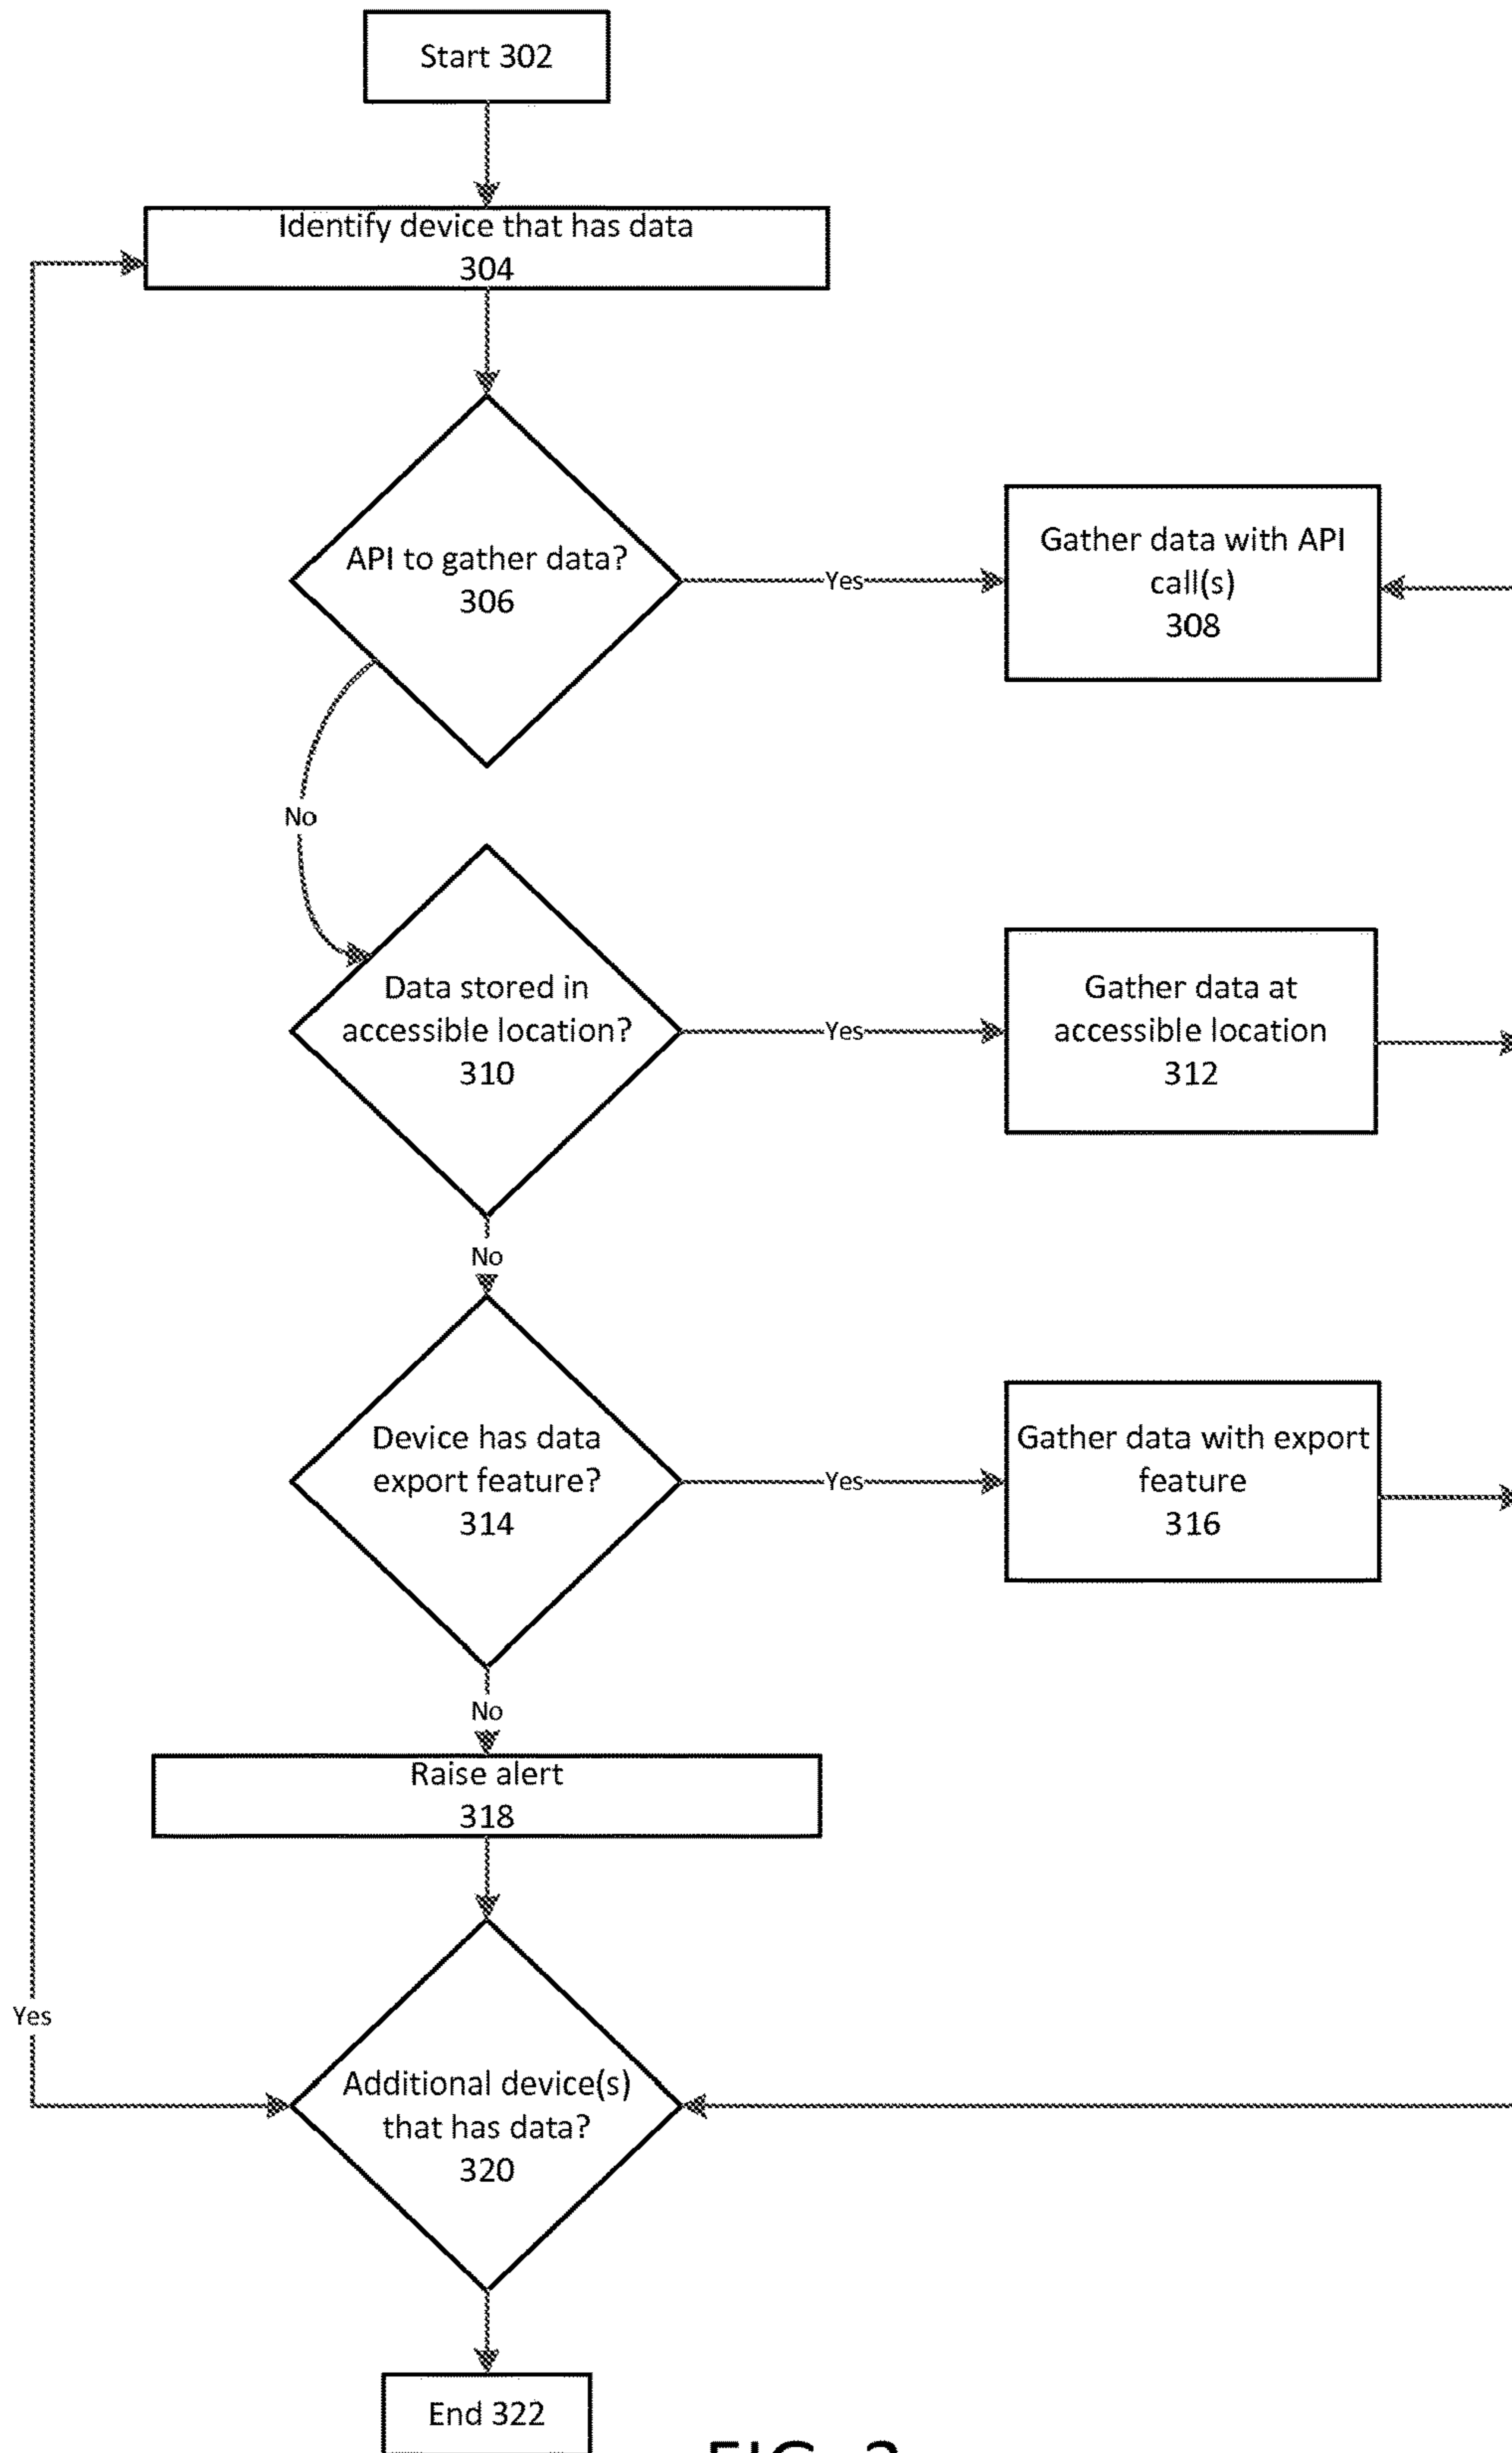 Start 302
Identify device that has data
304
API to gather data?
306
Yes
Gather data with API
call(s)
308
No
Data stored in
accessible location?
310
Yes
Gather data at
accessible location
312
No
Device has data
export feature?
314
Yes
Gather data with export
feature
316
No
Raise alert
318
Yes
Additional device(s)
that has data?
320
End 322